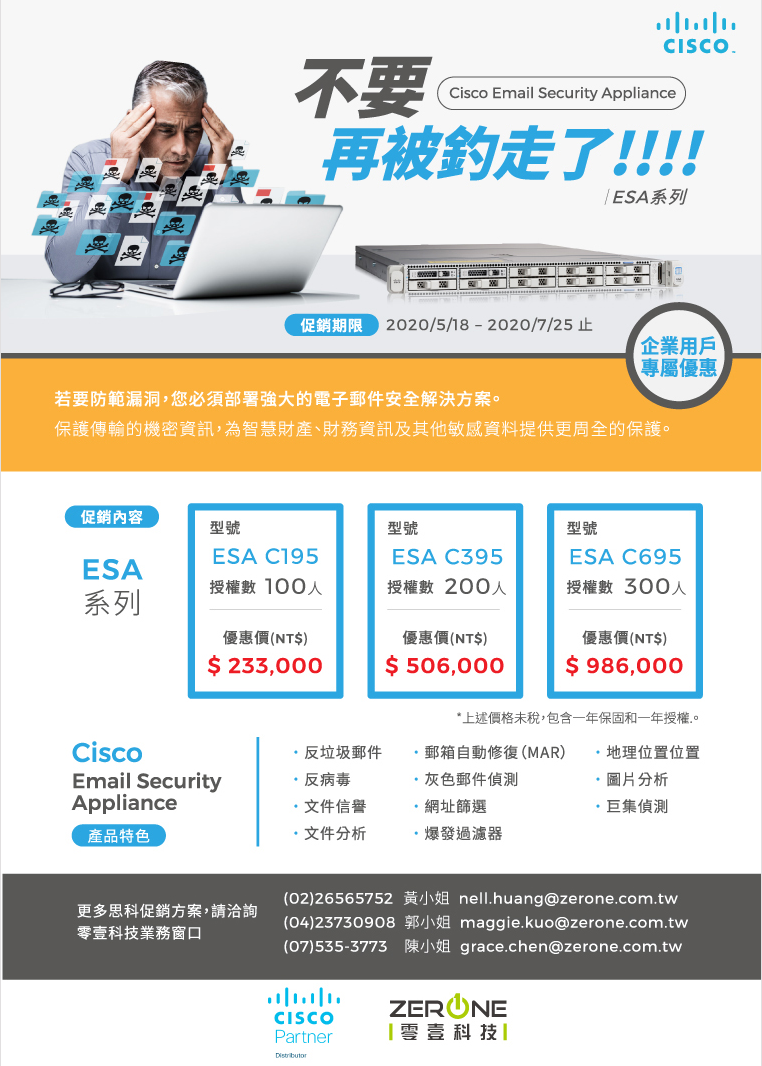 CISCO
不要
Cisco Email Security Appliance
再被釣走了!!!!
ESA系列
促銷期限 2020/5/18 – 2020/7/25 止
企業用戶
專屬優惠
若要防範漏洞，您必須部署強大的電子郵件安全解決方案。
保護傳輸的機密資訊，為智慧財產、財務資訊及其他敏感資料提供更周全的保護。
促銷內容
ESA
系列
型號
ESA C195
授權數 100人
優惠價(NT$)
$ 233,000
型號
ESA C395
授權數 200人
優惠價(NT$)
$ 506,000
型號
ESA C695
授權數 300人
優惠價(NT$)
$ 986,000
*上述價格未稅，包含一年保固和一年授權.。
Cisco
Email Security
Appliance
產品特色
・反垃圾郵件
・反病毒
・文件信譽
・文件分析
・郵箱自動修復（MAR）
・灰色郵件偵測
・網址篩選
・爆發過濾器
・地理位置位置
・圖片分析
・巨集偵測
更多思科促銷方案，請洽詢
零壹科技業務窗口
(02)26565752 黃小姐 nell.huang@zerone.com.tw
(04)23730908 郭小姐 maggie.kuo@zerone.com.tw
(07)535-3773 陳小姐 grace.chen@zerone.com.tw
CISCO
Partner
Distributor
ZERONE
零壹科技